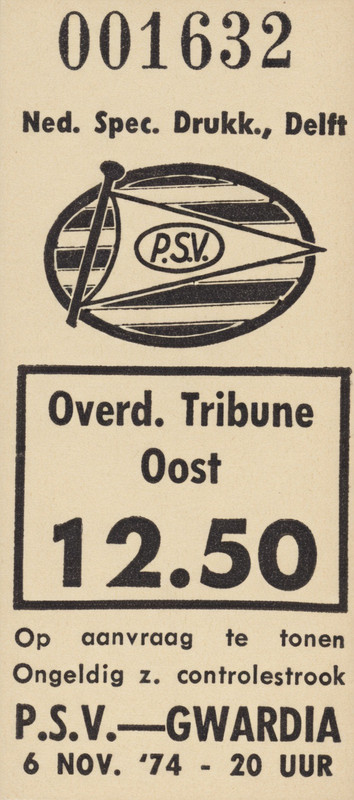 001632
Ned. Spec. Drukk., Delft
P.S.V.
Overd. Tribune
Oost
12.50
Op aanvraag te tonen
Ongeldig z. controlestrook
P.S.V.—GWARDIA
6 NOV. '74 - 20 UUR